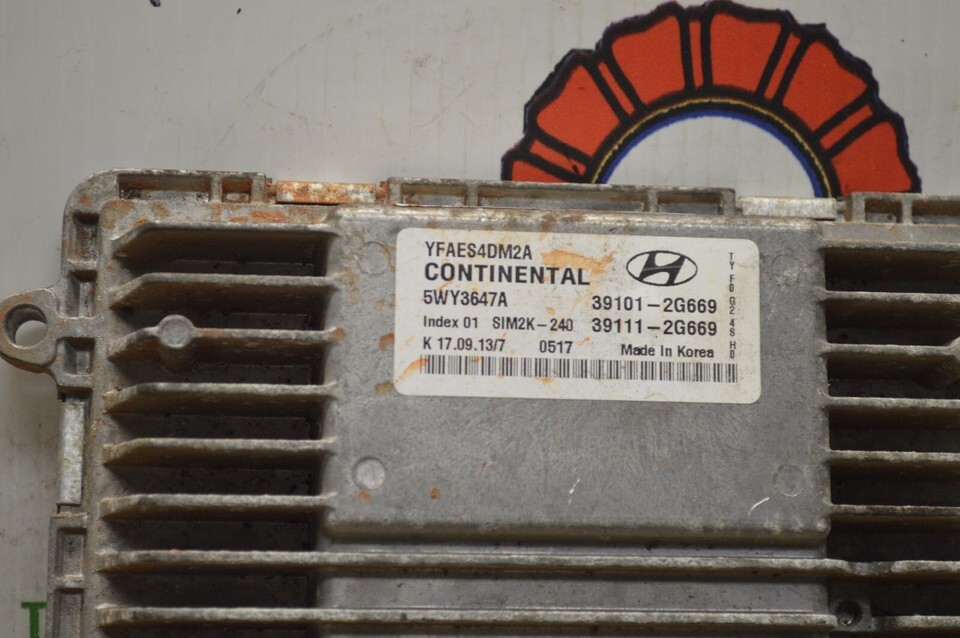 YFAES4DM2A
CONTINENTAL
5WY3647A 39101-2G669
Index 01 SIM2K-240 39111-2G669
K 17.09.13/7 0517 Made in Korea
TYF0G24SH0